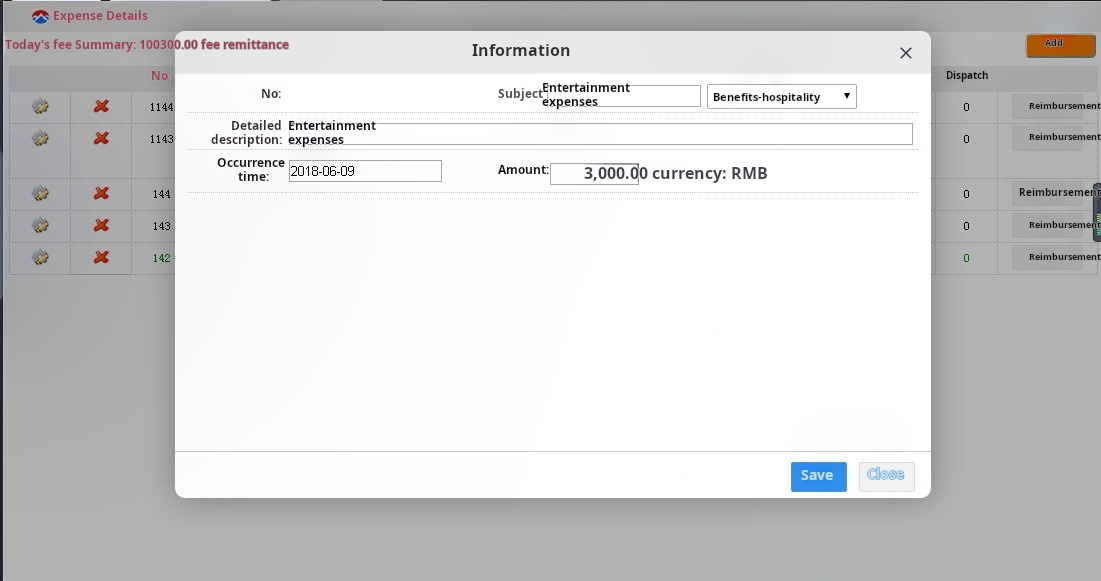 Expense Details
Today's fee Summary: 100300.00 fee remittance
Add
No
Dispatch
1144
0
Reimbursement
1143
0
Reimbursement
144
0
Reimbursement
143
0
Reimbursement
142
0
Reimbursement
Information
No:
Subject
Entertainment
expenses
Benefits-hospitality
Detailed
description:
Entertainment
expenses
Occurrence
time:
2018-06-09
Amount:
3,000.00 currency: RMB
Save
Close